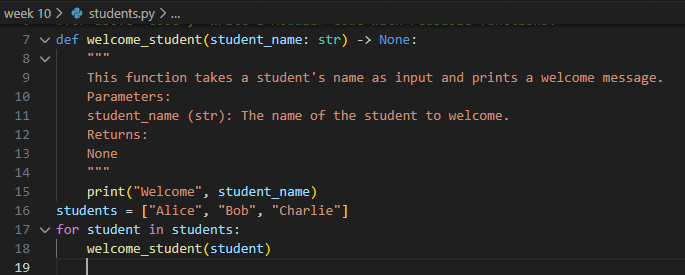 week 10 > students.py > ...
7 def welcome_student(student_name: str) -> None:
8 """
9 This function takes a student's name as input and prints a welcome message.
10 Parameters:
11 student_name (str): The name of the student to welcome.
12 Returns:
13 None
14 """
15 print("Welcome", student_name)
16 students = ["Alice", "Bob", "Charlie"]
17 for student in students:
18 welcome_student(student)
19